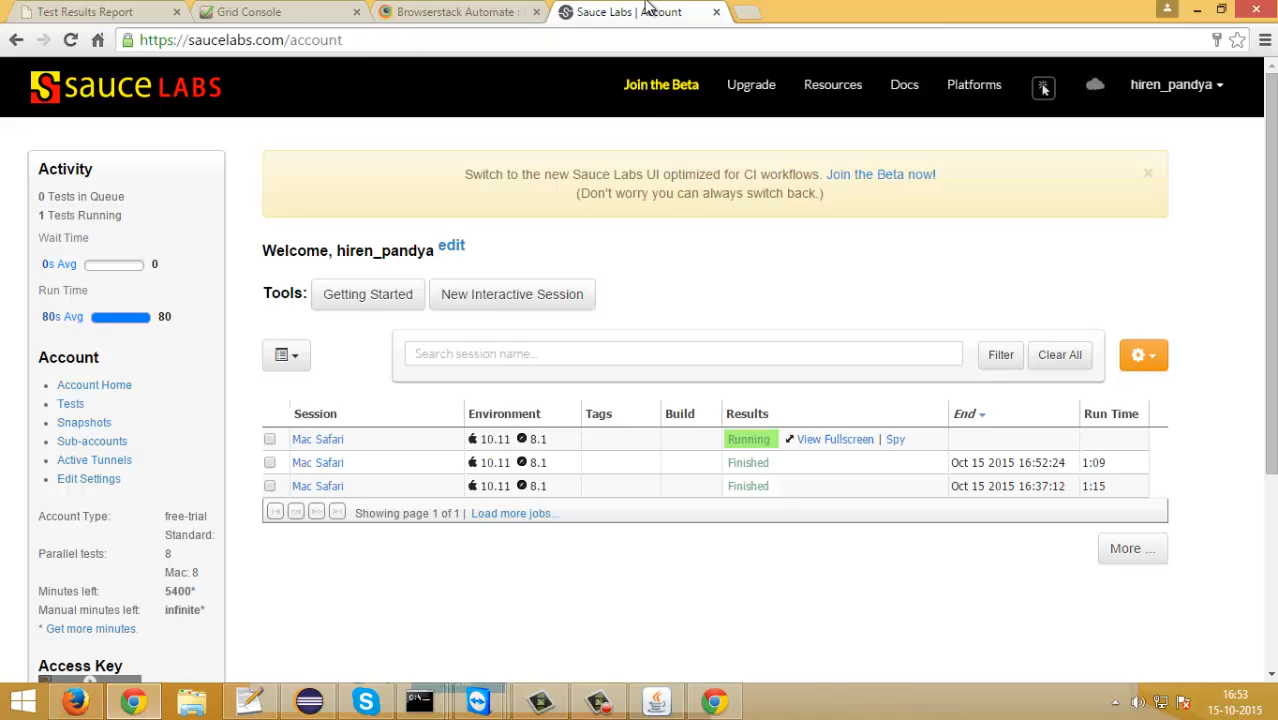 Test Results Report
Grid Console
Browserstack Automate :
Sauce Labs | Account
https://saucelabs.com/account
sauce LABS
Join the Beta
Upgrade
Resources
Docs
Platforms
hiren_pandya
Activity
0 Tests in Queue
1 Tests Running
Wait Time
0s Avg 0
Run Time
80s Avg 80
Account
Account Home
Tests
Snapshots
Sub-accounts
Active Tunnels
Edit Settings
Account Type: free-trial
Standard:
Parallel tests: 8
Mac: 8
Minutes left: 5400*
Manual minutes left: infinite*
* Get more minutes.
Access Key
Switch to the new Sauce Labs UI optimized for CI workflows. Join the Beta now!
(Don't worry you can always switch back.)
Welcome, hiren_pandya edit
Tools: Getting Started New Interactive Session
Search session name...
Filter
Clear All
Session Environment Tags Build Results End Run Time
Mac Safari 10.11 8.1 Running View Fullscreen | Spy
Mac Safari 10.11 8.1 Finished Oct 15 2015 16:52:24 1:09
Mac Safari 10.11 8.1 Finished Oct 15 2015 16:37:12 1:15
Showing page 1 of 1 | Load more jobs...
More ...
16:53
15-10-2015